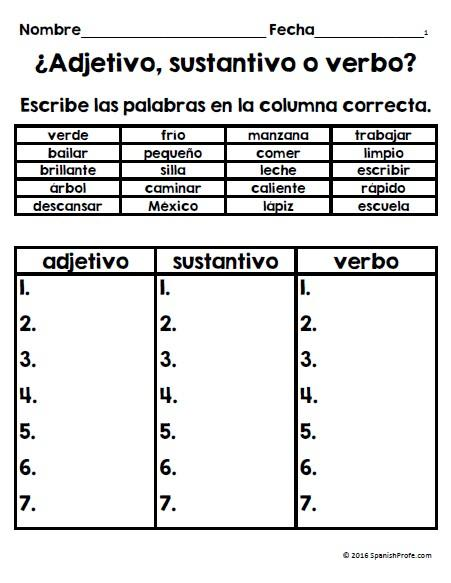 Nombre____________________ Fecha____________ 1
¿Adjetivo, sustantivo o verbo?
Escribe las palabras en la columna correcta.
verde frío manzana trabajar
bailar pequeño comer limpio
brillante silla leche escribir
árbol caminar caliente rápido
descansar México lápiz escuela
adjetivo sustantivo verbo
1. 1. 1.
2. 2. 2.
3. 3. 3.
4. 4. 4.
5. 5. 5.
6. 6. 6.
7. 7. 7.
© 2016 SpanishProfe.com